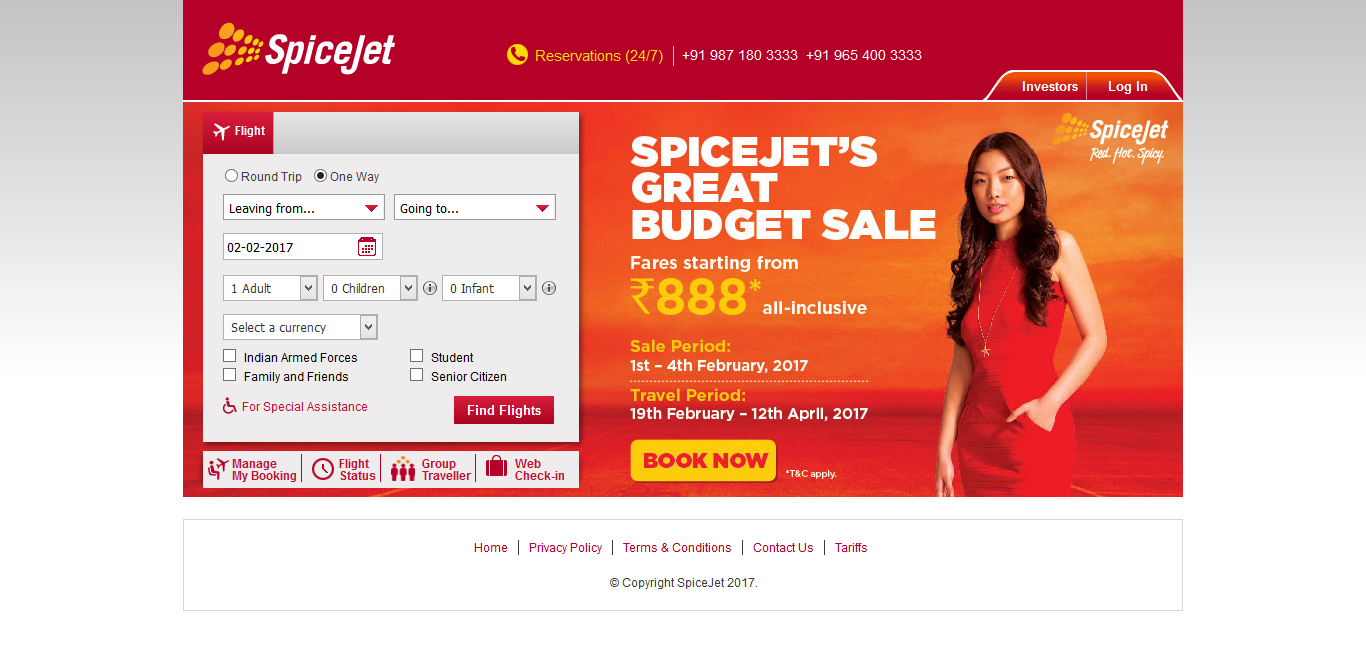 SpiceJet
Reservations (24/7) +91 987 180 3333 +91 965 400 3333
Investors Log In
Flight
Round Trip One Way
Leaving from... Going to...
02-02-2017
1 Adult 0 Children 0 Infant
Select a currency
Indian Armed Forces Student
Family and Friends Senior Citizen
For Special Assistance Find Flights
Manage My Booking
Flight Status
Group Traveller
Web Check-in
SpiceJet
Red. Hot. Spicy.
SPICEJET'S
GREAT
BUDGET SALE
Fares starting from
₹888* all-inclusive
Sale Period:
1st – 4th February, 2017
Travel Period:
19th February – 12th April, 2017
BOOK NOW *T&C apply.
Home Privacy Policy Terms & Conditions Contact Us Tariffs
© Copyright SpiceJet 2017.